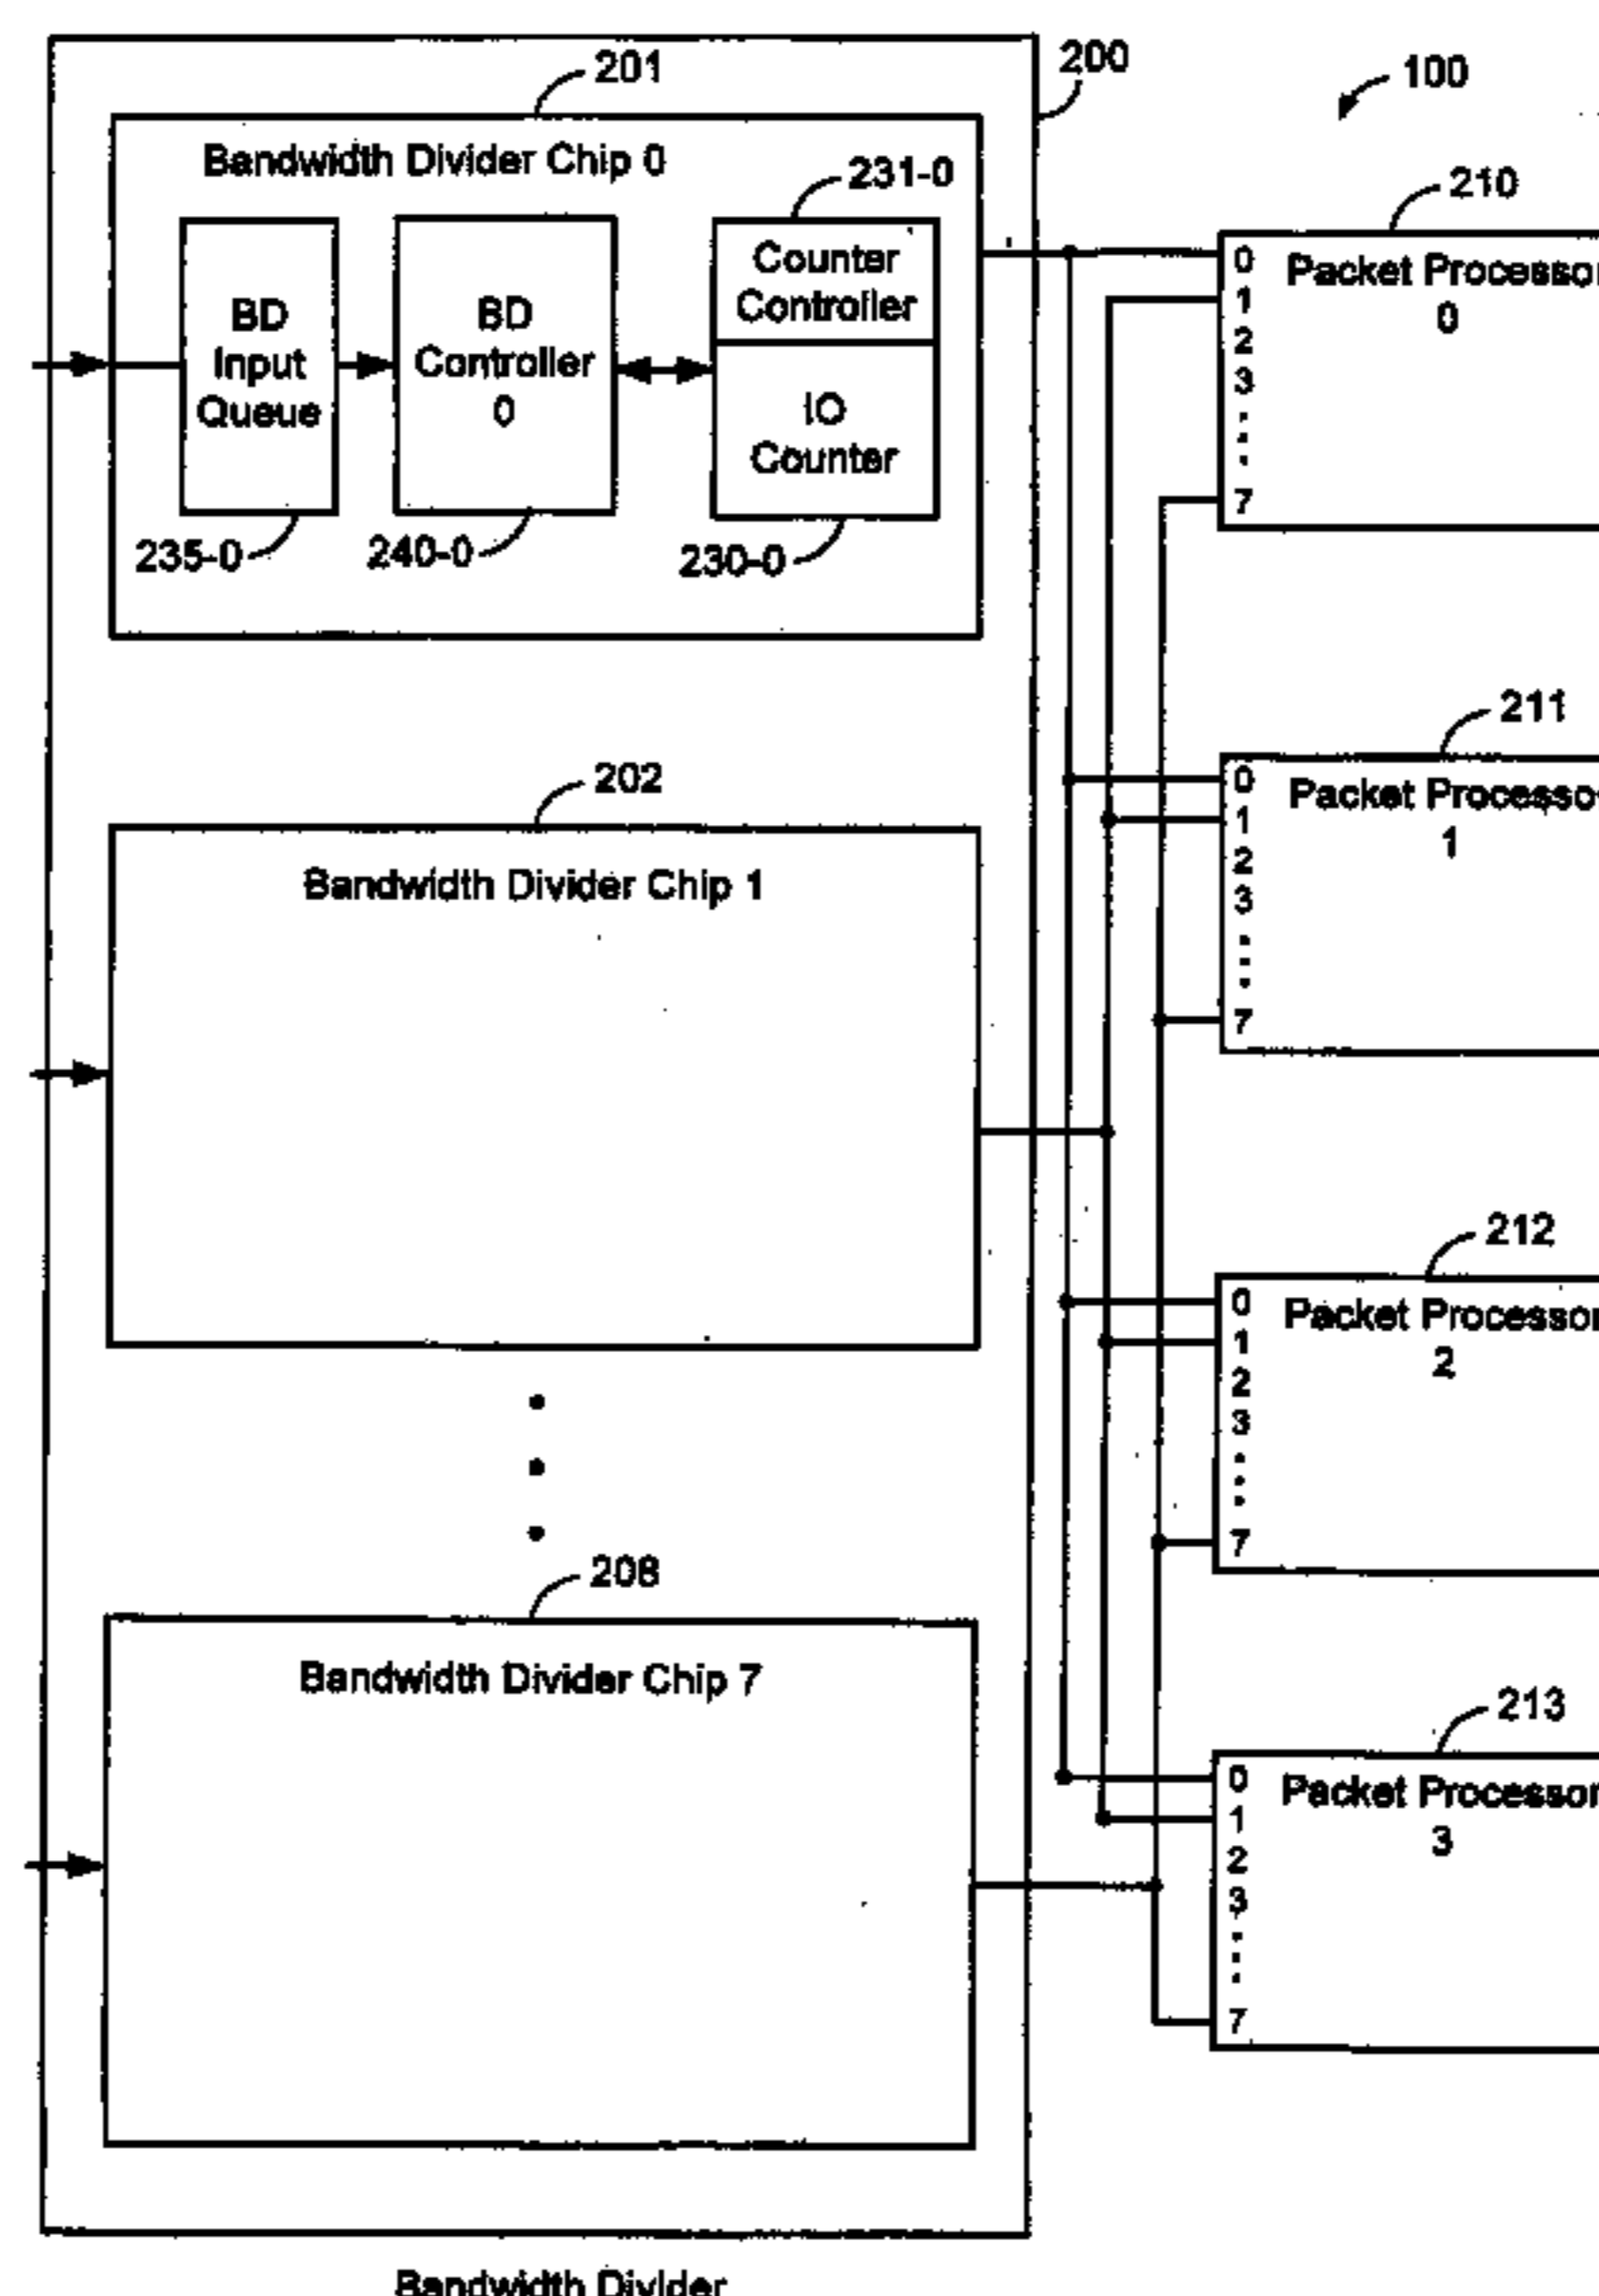 201
200
100
Bandwidth Divider Chip 0
231-0
210
BD
Input
Queue
BD
Controller
0
Counter
Controller
IO
Counter
235-0
240-0
230-0
0
1
2
3
7
Packet Processor
0
211
0
1
2
3
7
Packet Processor
1
202
Bandwidth Divider Chip 1
212
0
1
2
3
7
Packet Processor
2
208
Bandwidth Divider Chip 7
213
0
1
2
3
7
Packet Processor
3
Bandwidth Divider